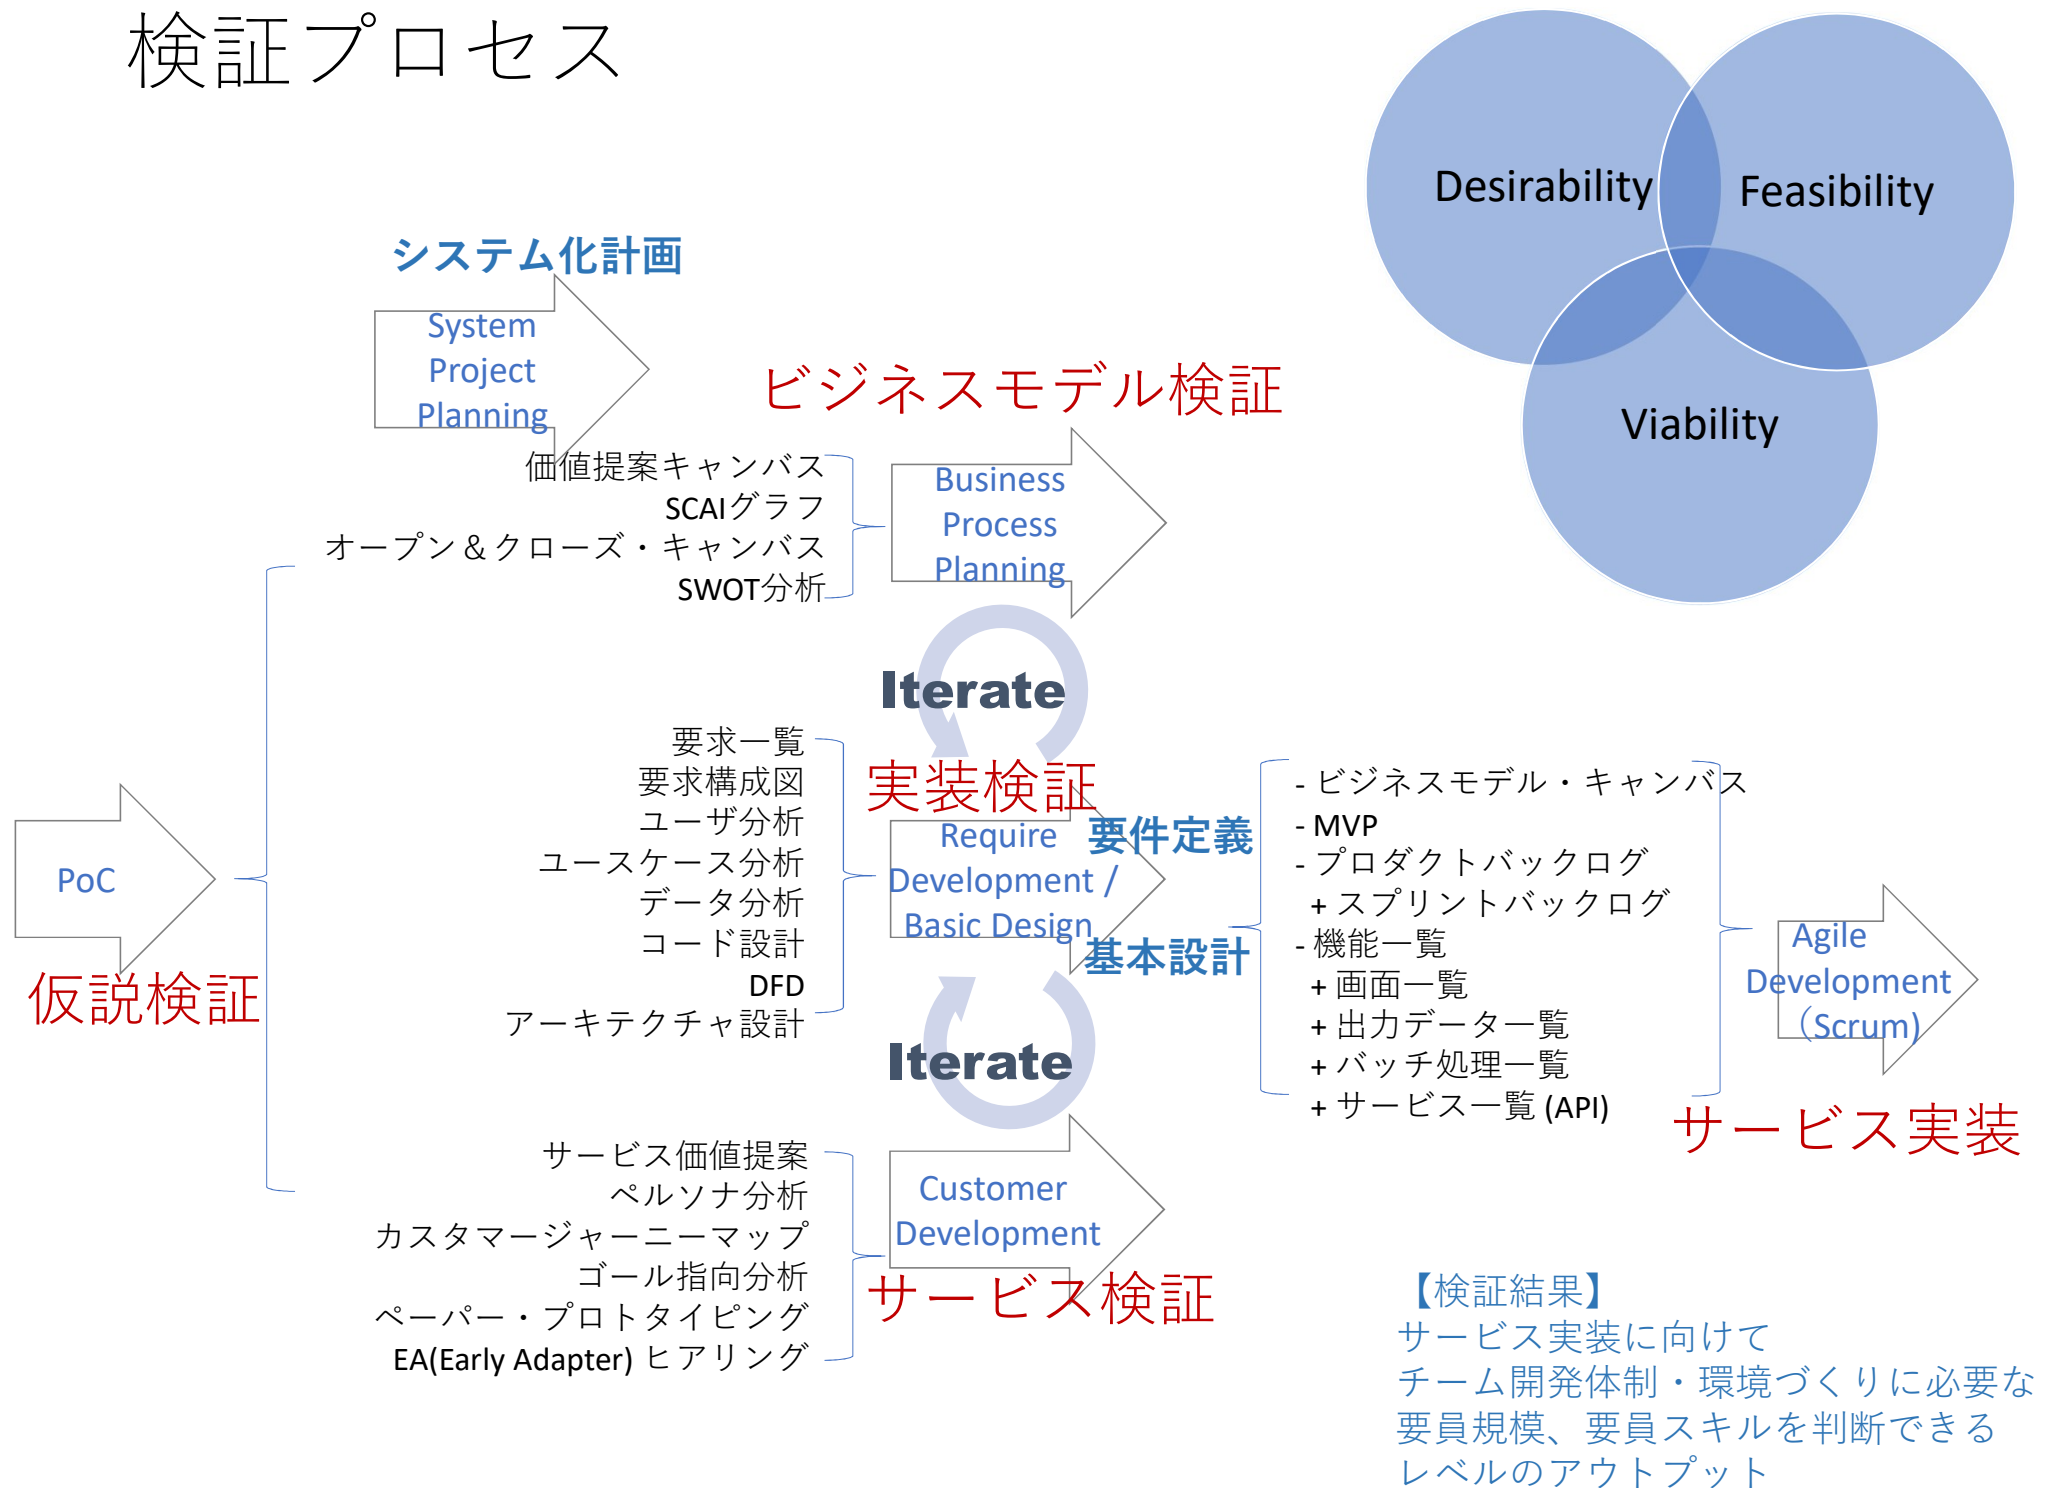 検証プロセス
Desirability
Feasibility
Viability
システム化計画
System
Project
Planning
ビジネスモデル検証
価値提案キャンバス
SCAIグラフ
オープン＆クローズ・キャンバス
SWOT分析
Business
Process
Planning
Iterate
要求一覧
要求構成図
ユーザ分析
ユースケース分析
データ分析
コード設計
DFD
アーキテクチャ設計
実装検証
Require
Development /
Basic Design
要件定義
基本設計
PoC
仮説検証
- ビジネスモデル・キャンバス
- MVP
- プロダクトバックログ
+ スプリントバックログ
- 機能一覧
+ 画面一覧
+ 出力データ一覧
+ バッチ処理一覧
+ サービス一覧 (API)
Agile
Development
（Scrum)
サービス実装
Iterate
サービス価値提案
ペルソナ分析
カスタマージャーニーマップ
ゴール指向分析
ペーパー・プロトタイピング
EA(Early Adapter) ヒアリング
Customer
Development
サービス検証
【検証結果】
サービス実装に向けて
チーム開発体制・環境づくりに必要な
要員規模、要員スキルを判断できる
レベルのアウトプット